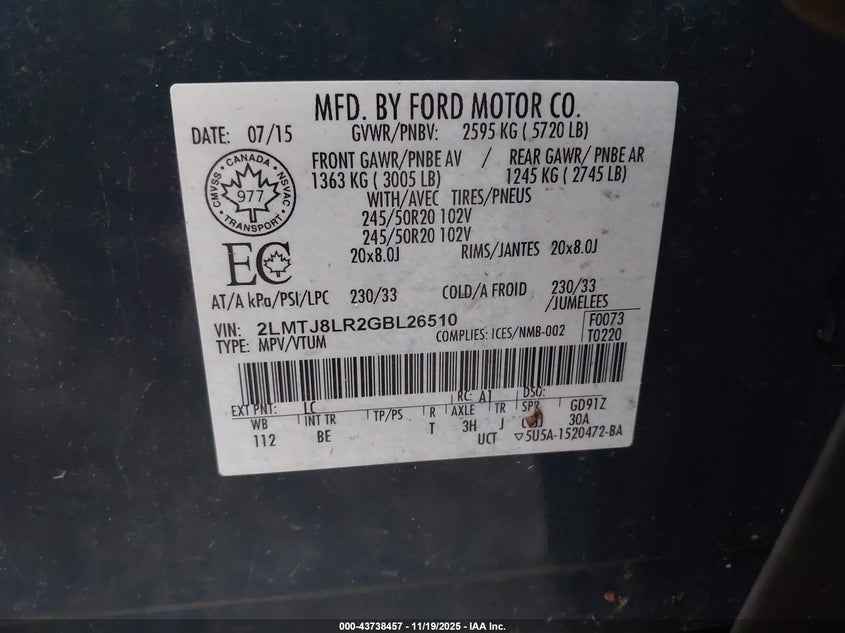 MFD. BY FORD MOTOR CO.
DATE: 07/15 GVWR/PNBV: 2595 KG ( 5720 LB)
FRONT GAWR/PNBE AV / REAR GAWR/ PNBE AR
1363 KG ( 3005 LB) 1245 KG ( 2745 LB)
WITH/AVEC TIRES/PNEUS
245/50R20 102V
245/50R20 102V
20x8.0J RIMS/JANTES 20x8.0J
CMVSS • CANADA • NSVAC • TRANSPORT •
977
EC
AT/A kPa/PSI/LPC 230/33 COLD/A FROID 230/33
/JUMELEES
VIN: 2LMTJ8LR2GBL26510 F0073
TYPE: MPV/VTUM COMPLIES: ICES/NMB-002 T0220
RC: A1 DSO:
EXT PNT: LC GD91Z
WB INT TR TP/PS R AXLE TR SPR 30A
112 BE T 3H J
UCT ▽5U5A-1520472-BA
000-43738457 - 11/19/2025 - IAA Inc.